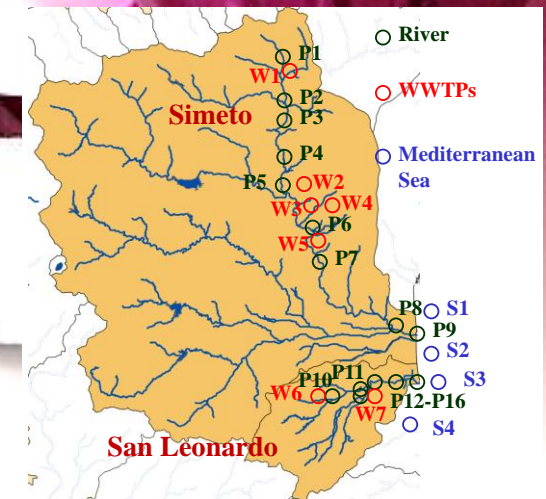 River
P1
W1
WWTPs
P2
Simeto
P3
P4
Mediterranean
Sea
P5
W2
W3
W4
P6
W5
P7
P8
S1
P9
S2
P10
P11
S3
W6
P12-P16
W7
S4
San Leonardo